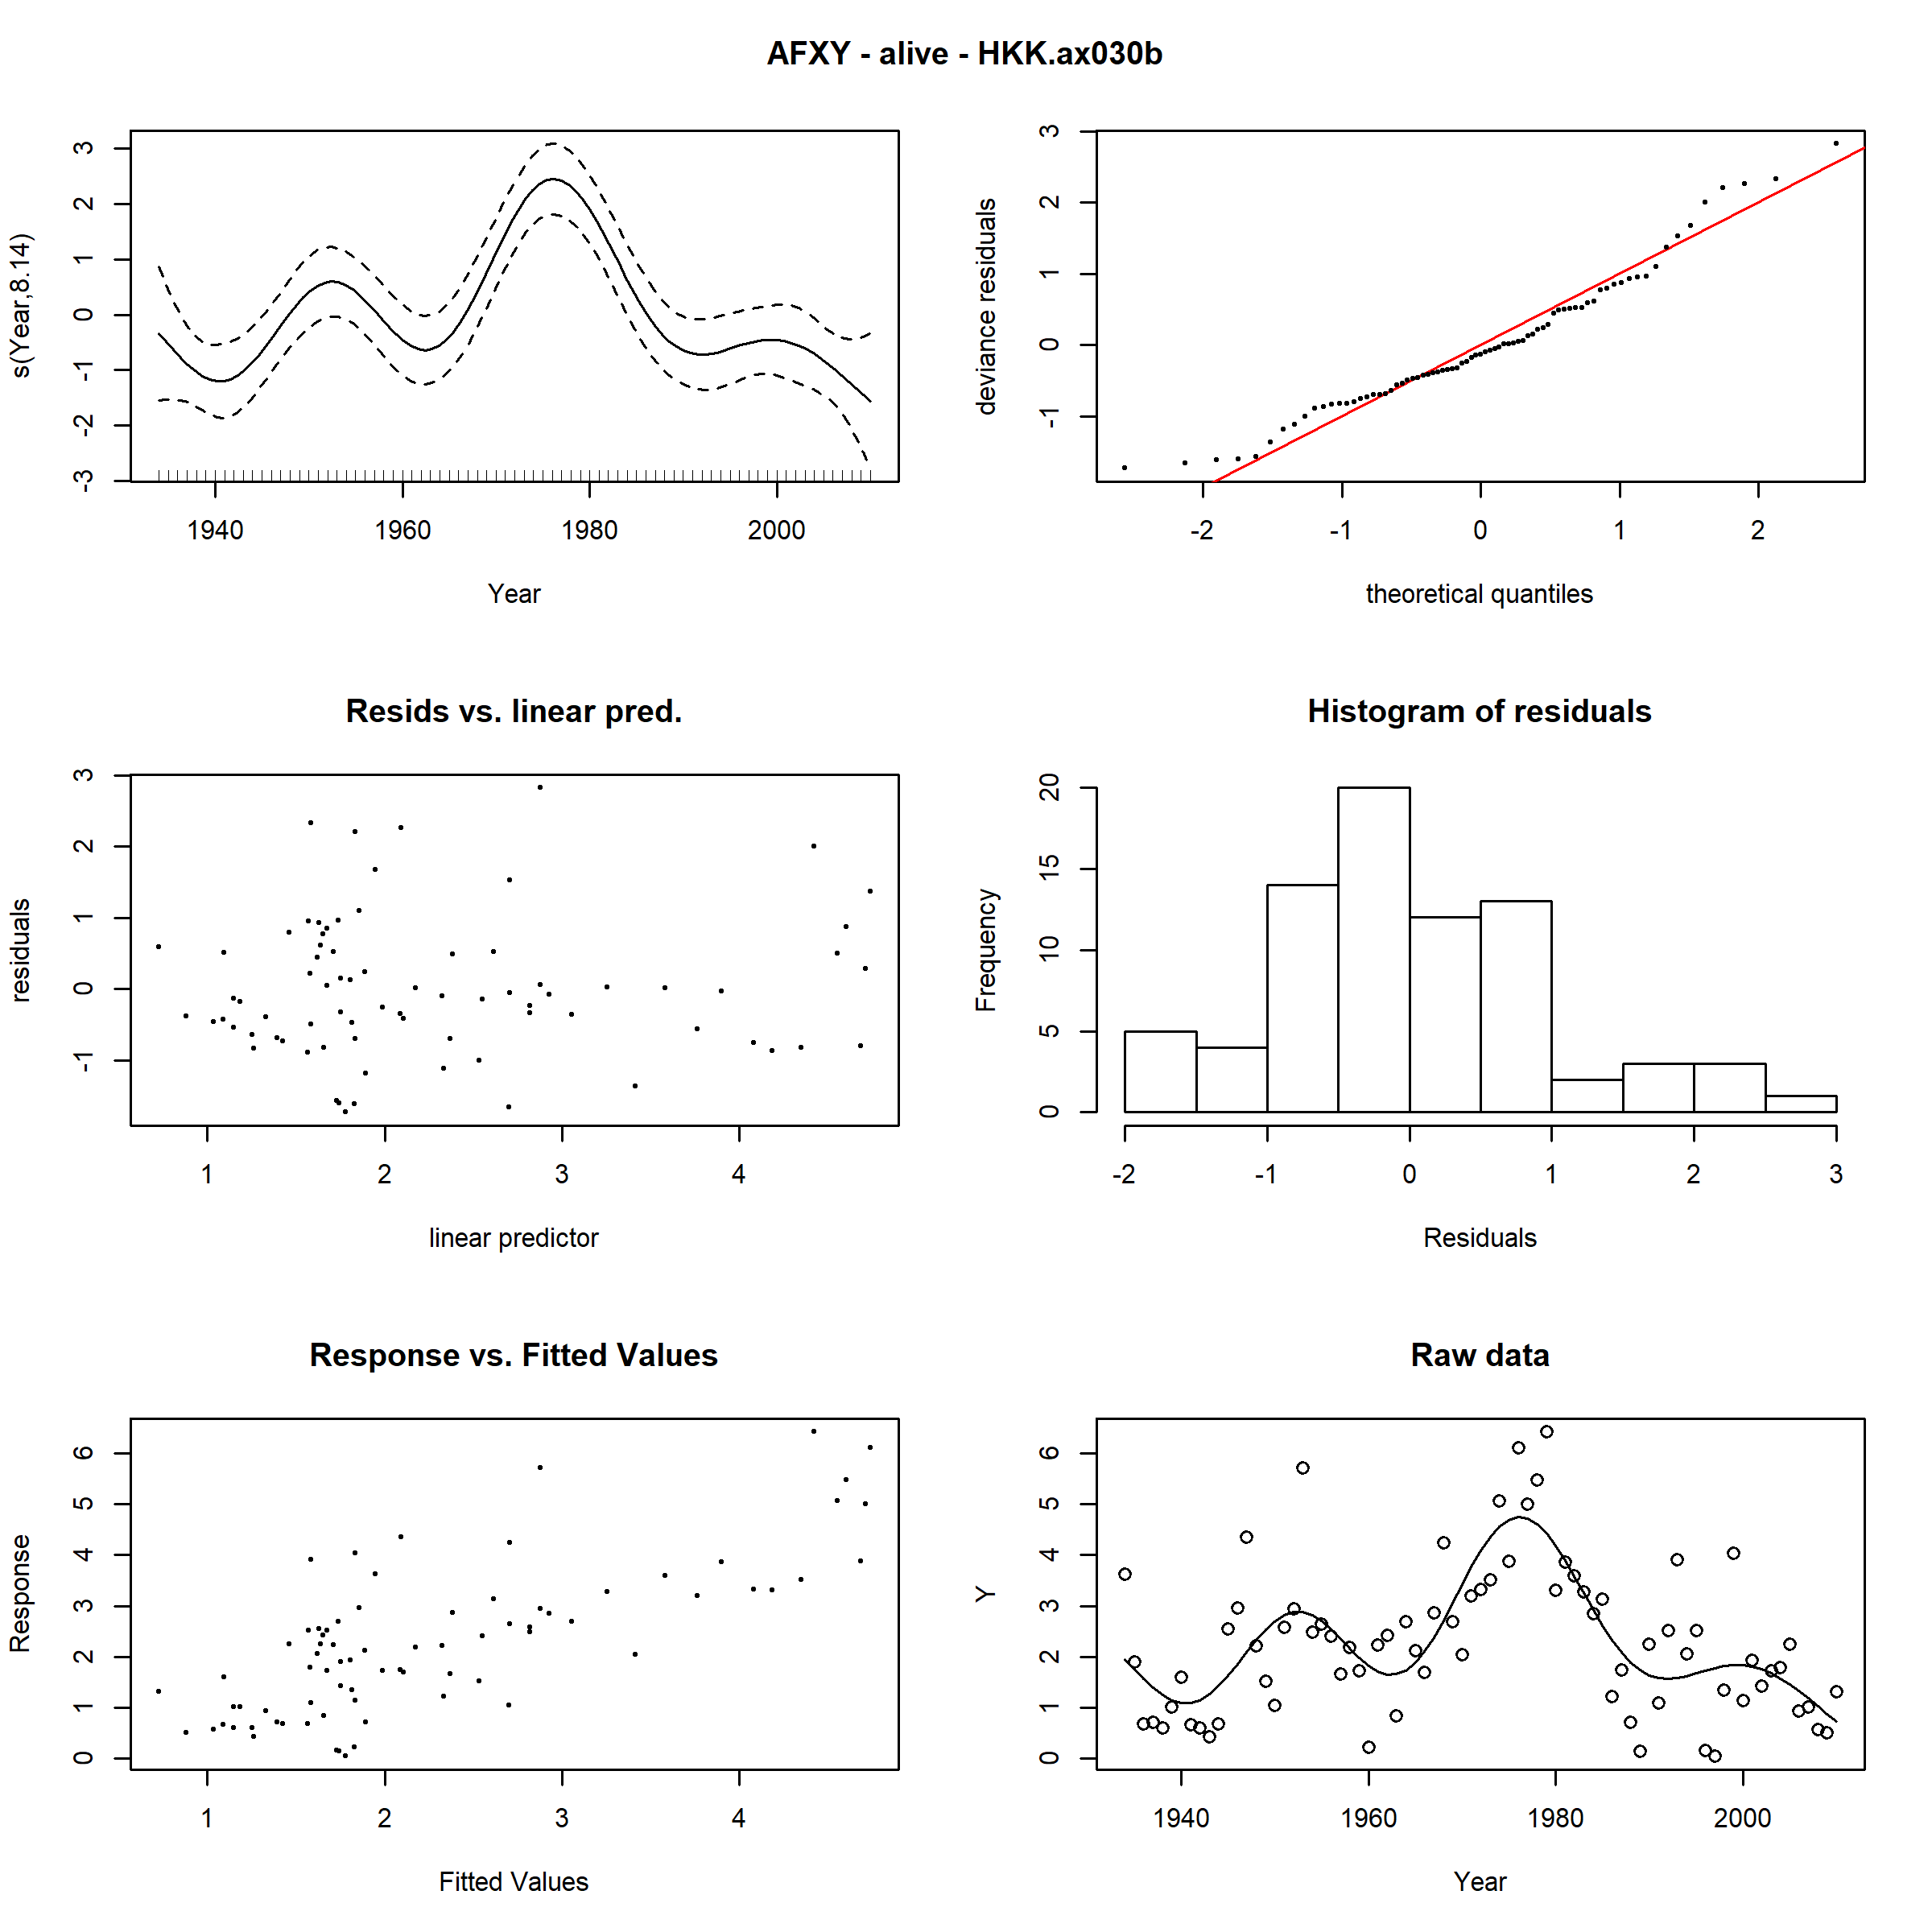 AFXY - alive - HKK.ax030b
s(Year,8.14)
3
2
1
0
-1
-2
-3
1940 1960 1980 2000
Year
deviance residuals
3
2
1
0
-1
-2 -1 0 1 2
theoretical quantiles
Resids vs. linear pred.
residuals
3
2
1
0
-1
1 2 3 4
linear predictor
Histogram of residuals
Frequency
20
15
10
5
0
-2 -1 0 1 2 3
Residuals
Response vs. Fitted Values
Response
6
5
4
3
2
1
0
1 2 3 4
Fitted Values
Raw data
Y
6
5
4
3
2
1
0
1940 1960 1980 2000
Year